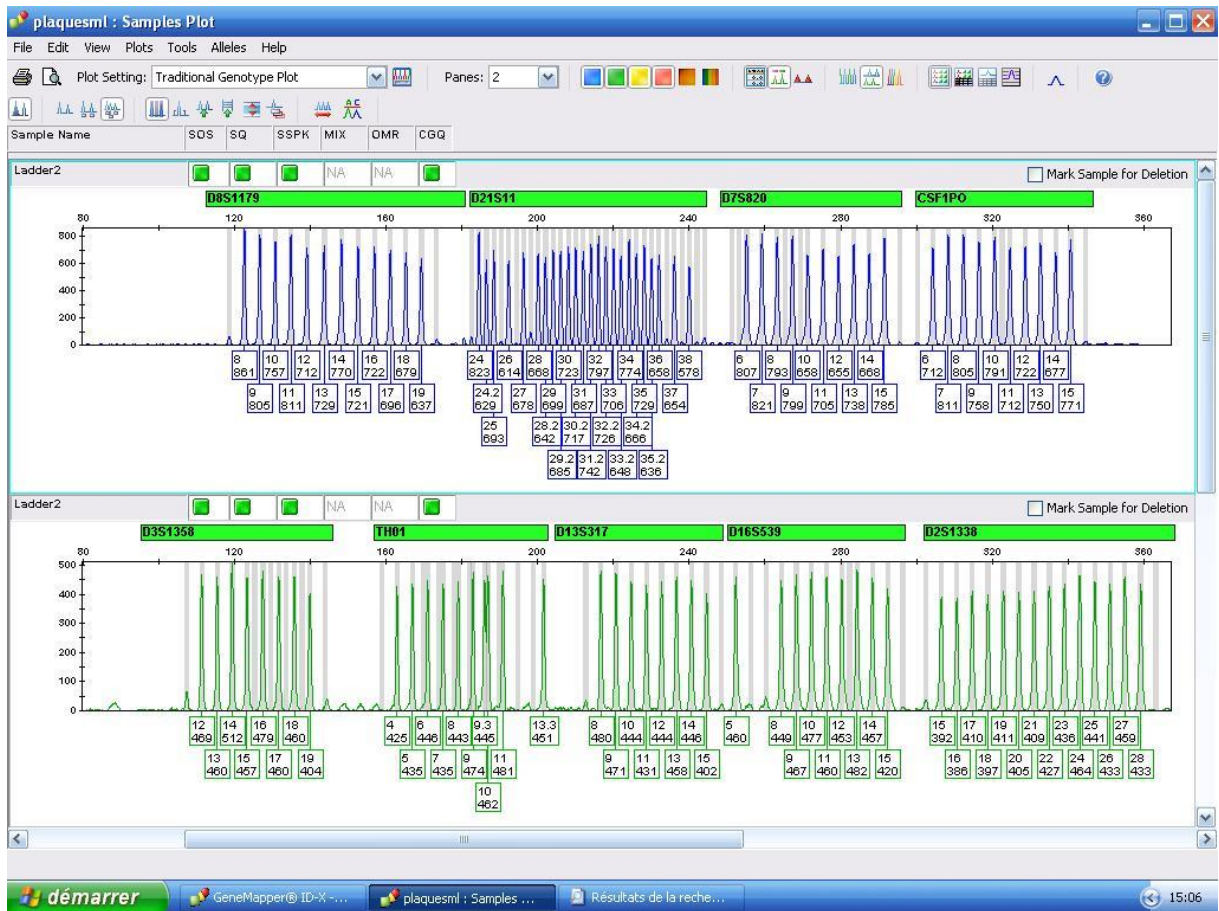 plaquesml : Samples Plot
File Edit View Plots Tools Alleles Help
Plot Setting: Traditional Genotype Plot Panes: 2
Sample Name SOS SQ SSPK MIX OMR CGQ
Ladder2 NA NA Mark Sample for Deletion
D8S1179 D21S11 D7S820 CSF1PO
80 120 160 200 240 280 320 360
800
600
400
200
0
8 10 12 14 16 18 24 26 28 30 32 34 36 38 6 8 10 12 14 6 8 10 12 14
861 757 712 770 722 679 823 614 668 723 797 774 658 578 807 793 658 655 668 712 805 791 722 677
9 11 13 15 17 19 24.2 27 29 31 33 35 37 7 9 11 13 15 7 9 11 13 15
805 811 729 721 696 637 629 678 699 687 706 729 654 821 799 705 738 785 811 758 712 750 771
25 28.2 30.2 32.2 34.2
693 642 717 726 666
29.2 31.2 33.2 35.2
685 742 648 636
Ladder2 NA NA Mark Sample for Deletion
D3S1358 TH01 D13S317 D16S539 D2S1338
80 120 160 200 240 280 320 360
500
400
300
200
100
0
12 14 16 18 4 6 8 9.3 13.3 8 10 12 14 5 8 10 12 14 15 17 19 21 23 25 27
469 512 479 460 425 446 443 445 451 480 444 444 446 460 449 477 453 457 392 410 411 409 436 441 459
13 15 17 19 5 7 9 11 9 11 13 15 9 11 13 15 16 18 20 22 24 26 28
460 457 460 404 435 435 474 481 471 431 458 402 467 460 482 420 386 397 405 427 464 433 433
10
462
démarrer GeneMapper® ID-X -... plaquesml : Samples ... Résultats de la reche... 15:06